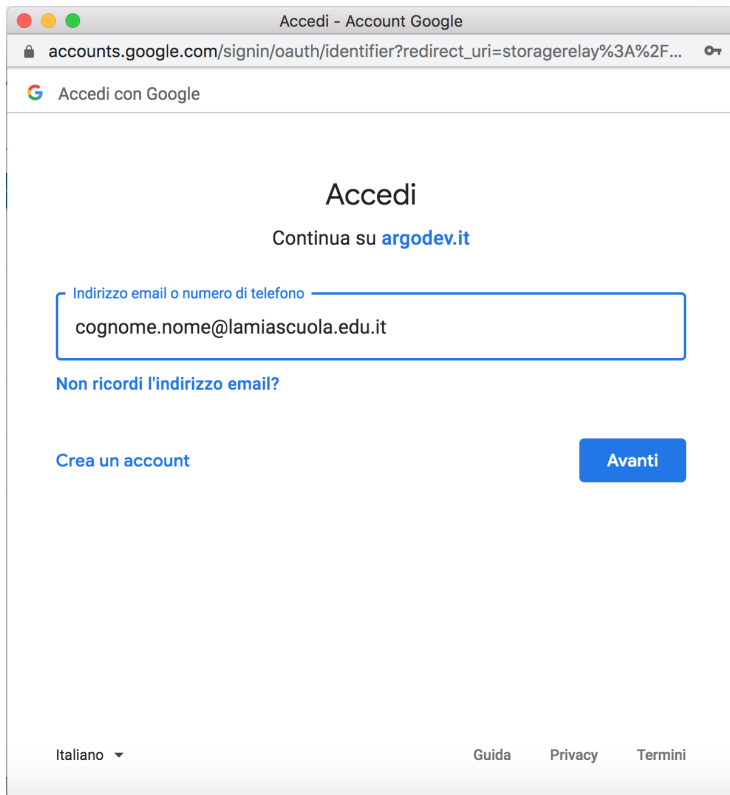 Accedi - Account Google
accounts.google.com/signin/oauth/identifier?redirect_uri=storagerelay%3A%2F...
Accedi con Google
Accedi
Continua su argodev.it
Indirizzo email o numero di telefono
cognome.nome@lamiascuola.edu.it
Non ricordi l'indirizzo email?
Crea un account Avanti
Italiano Guida Privacy Termini